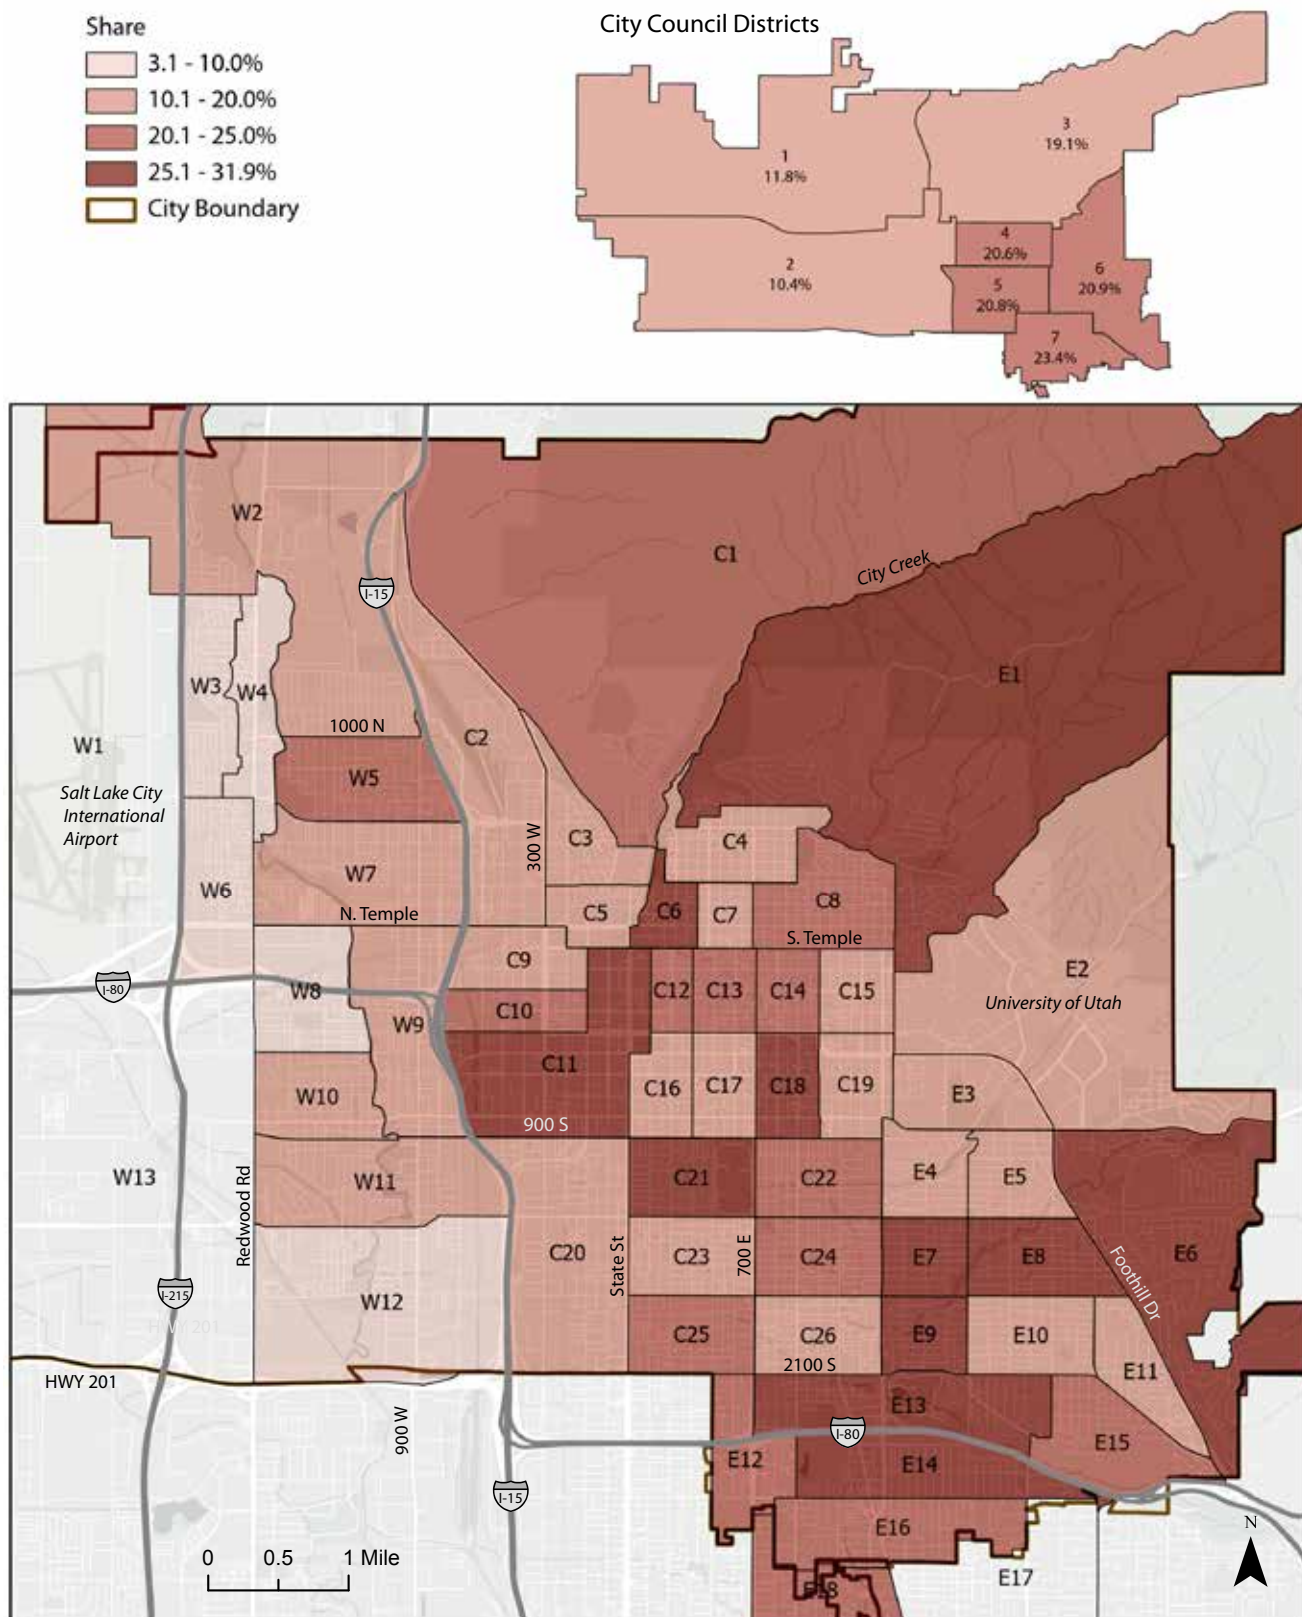 Share
3.1 - 10.0%
10.1 - 20.0%
20.1 - 25.0%
25.1 - 31.9%
City Boundary
City Council Districts
1
11.8%
3
19.1%
2
10.4%
4
20.6%
5
20.8%
6
20.9%
7
23.4%
W2
C1
City Creek
I-15
E1
W3
W4
1000 N
C2
W1
W5
Salt Lake City
International
Airport
300 W
C3
C4
W7
W6
C5
C6
C7
C8
N. Temple
S. Temple
C9
E2
I-80
W8
C10
C12
C13
C14
C15
University of Utah
W9
C11
W10
C16
C17
C18
C19
E3
900 S
W13
Redwood Rd
W11
C21
C22
E4
E5
C20
State St
C23
700 E
C24
E7
E8
Foothill Dr
E6
I-215
W12
HWY 201
C25
C26
E9
E10
2100 S
E11
HWY 201
900 W
E13
I-80
E15
E12
E14
I-15
E16
N
0 0.5 1 Mile
E17
E18